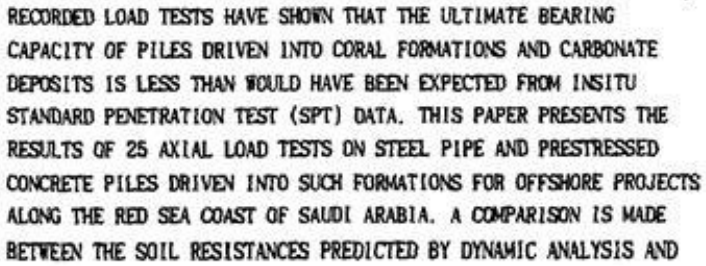 RECORDED LOAD TESTS HAVE SHOWN THAT THE ULTIMATE BEARING
CAPACITY OF PILES DRIVEN INTO CORAL FORMATIONS AND CARBONATE
DEPOSITS IS LESS THAN WOULD HAVE BEEN EXPECTED FROM INSITU
STANDARD PENETRATION TEST (SPT) DATA. THIS PAPER PRESENTS THE
RESULTS OF 25 AXIAL LOAD TESTS ON STEEL PIPE AND PRESTRESSED
CONCRETE PILES DRIVEN INTO SUCH FORMATIONS FOR OFFSHORE PROJECTS
ALONG THE RED SEA COAST OF SAUDI ARABIA. A COMPARISON IS MADE
BETWEEN THE SOIL RESISTANCES PREDICTED BY DYNAMIC ANALYSIS AND